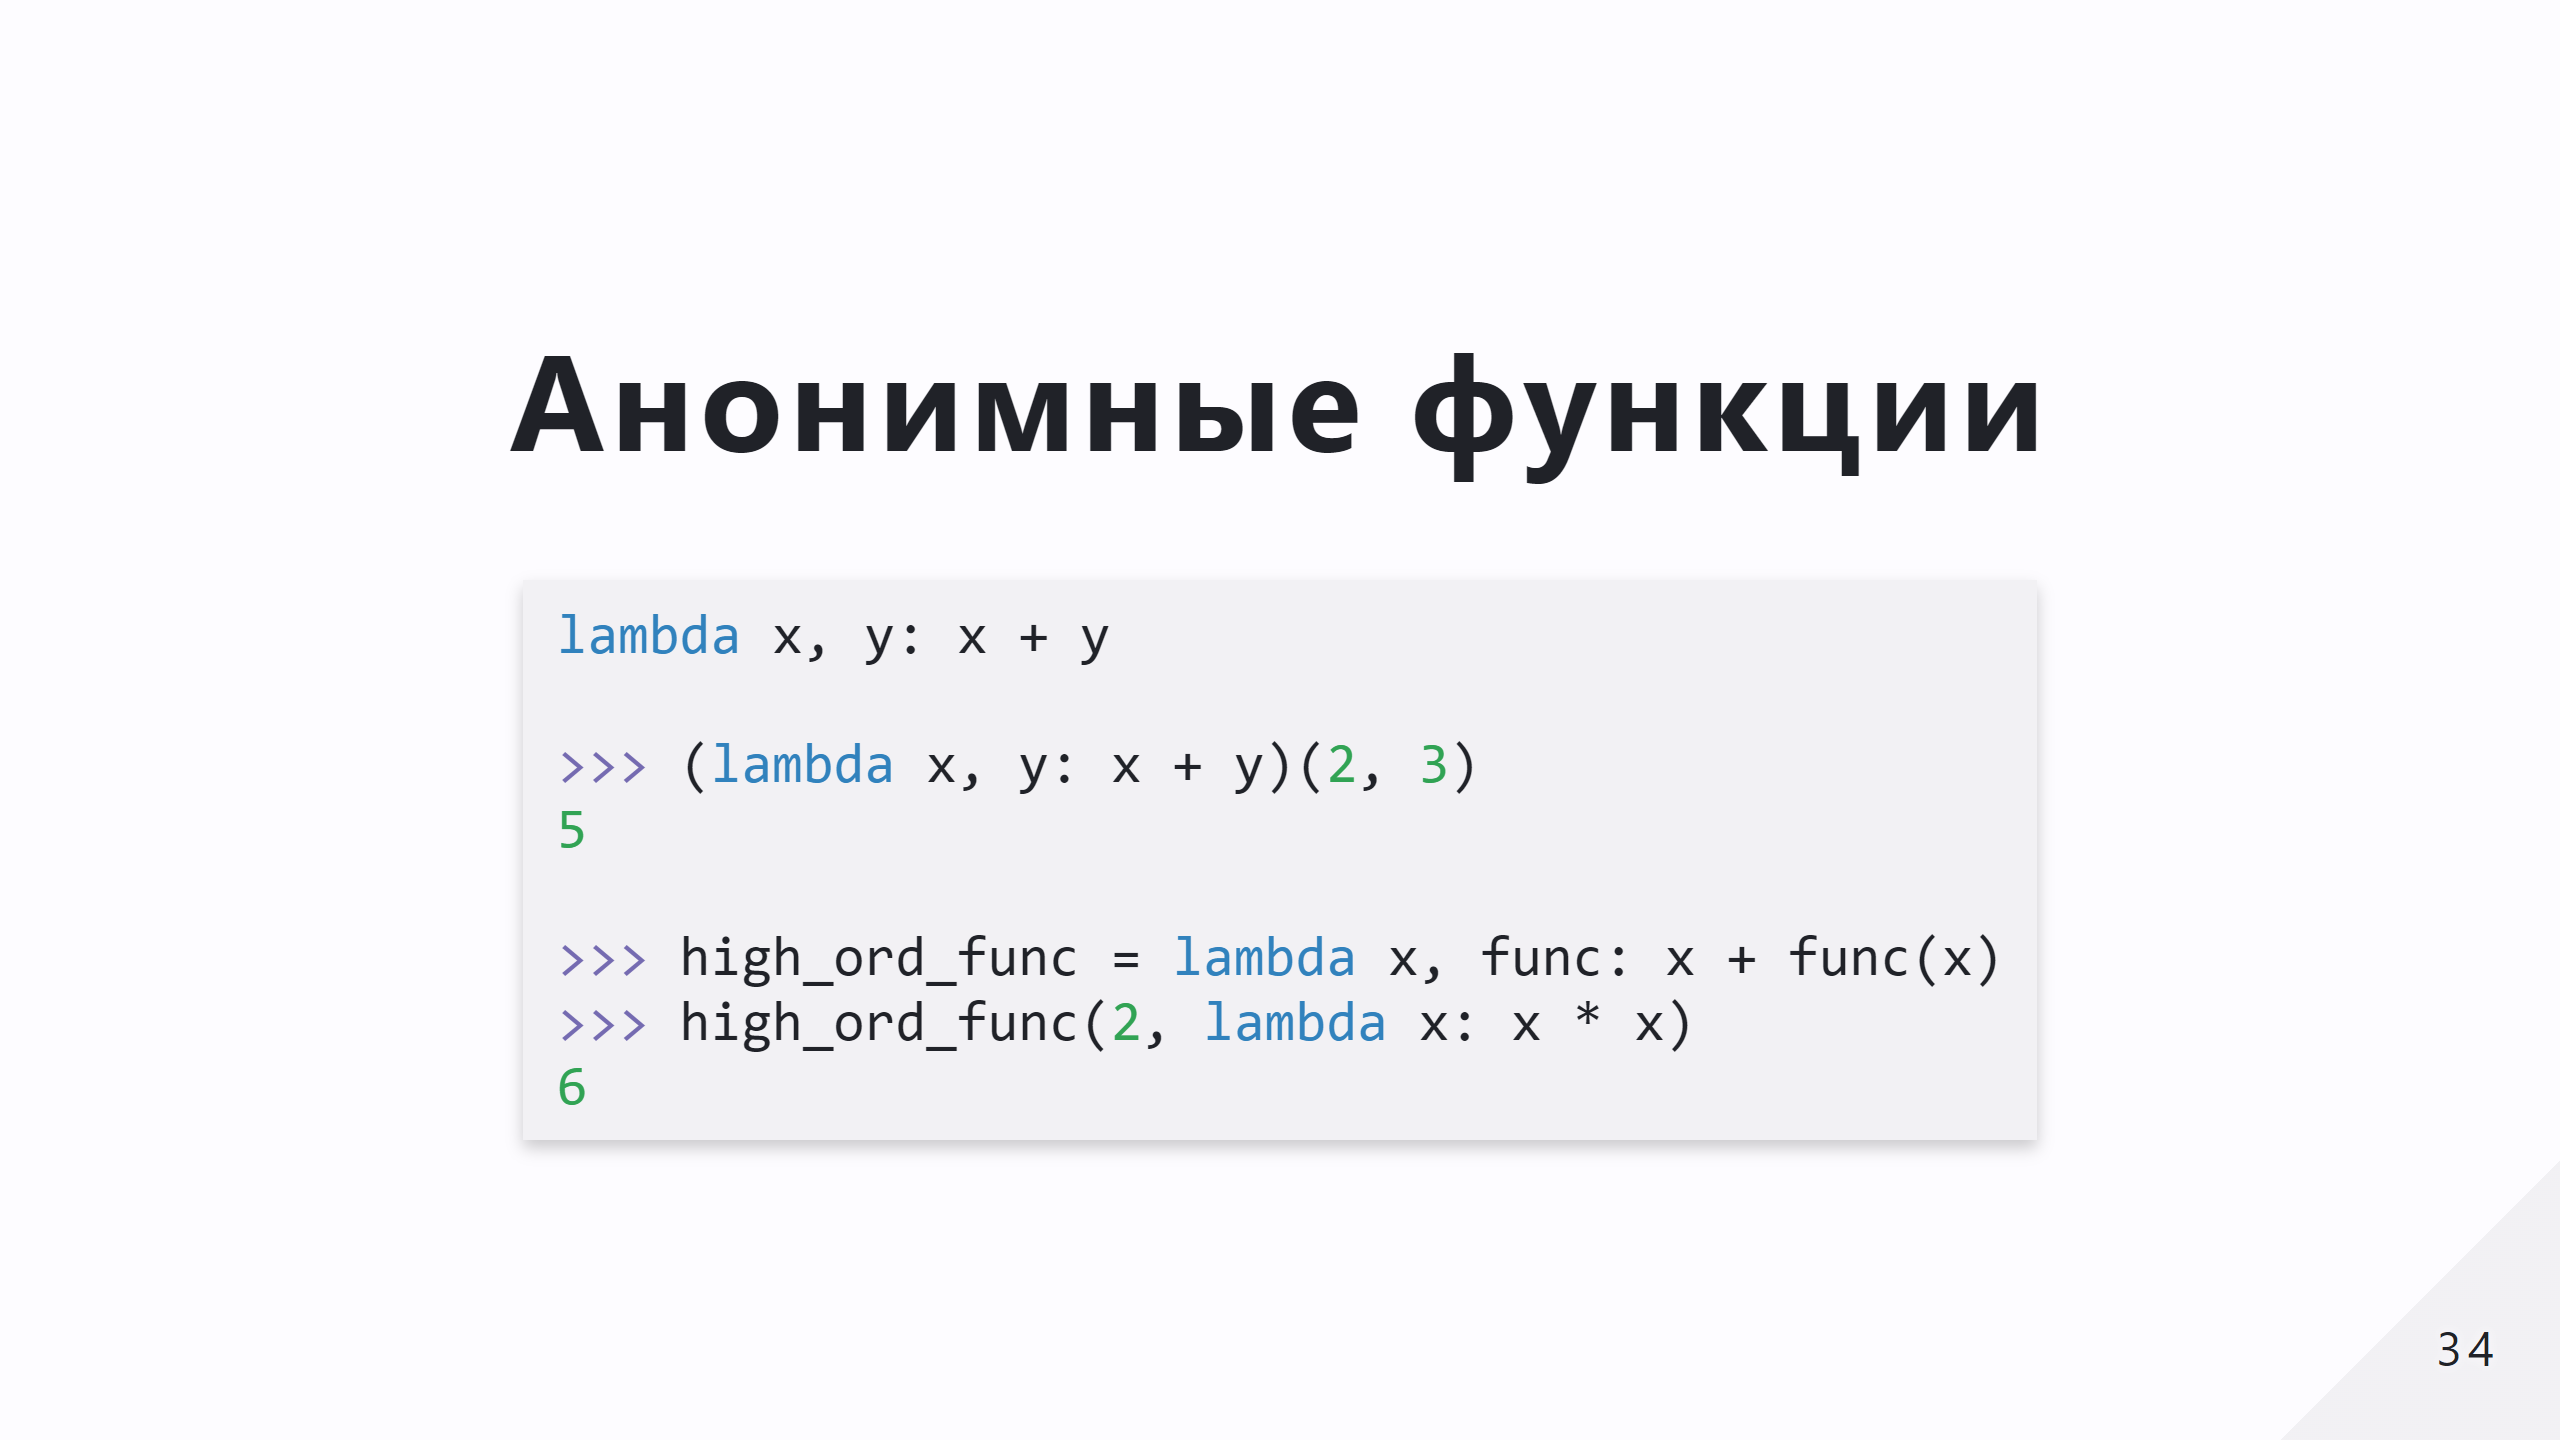 Анонимные функции
lambda x, y: x + y
>>> (lambda x, y: x + y)(2, 3)
5
>>> high_ord_func = lambda x, func: x + func(x)
>>> high_ord_func(2, lambda x: x * x)
6
34